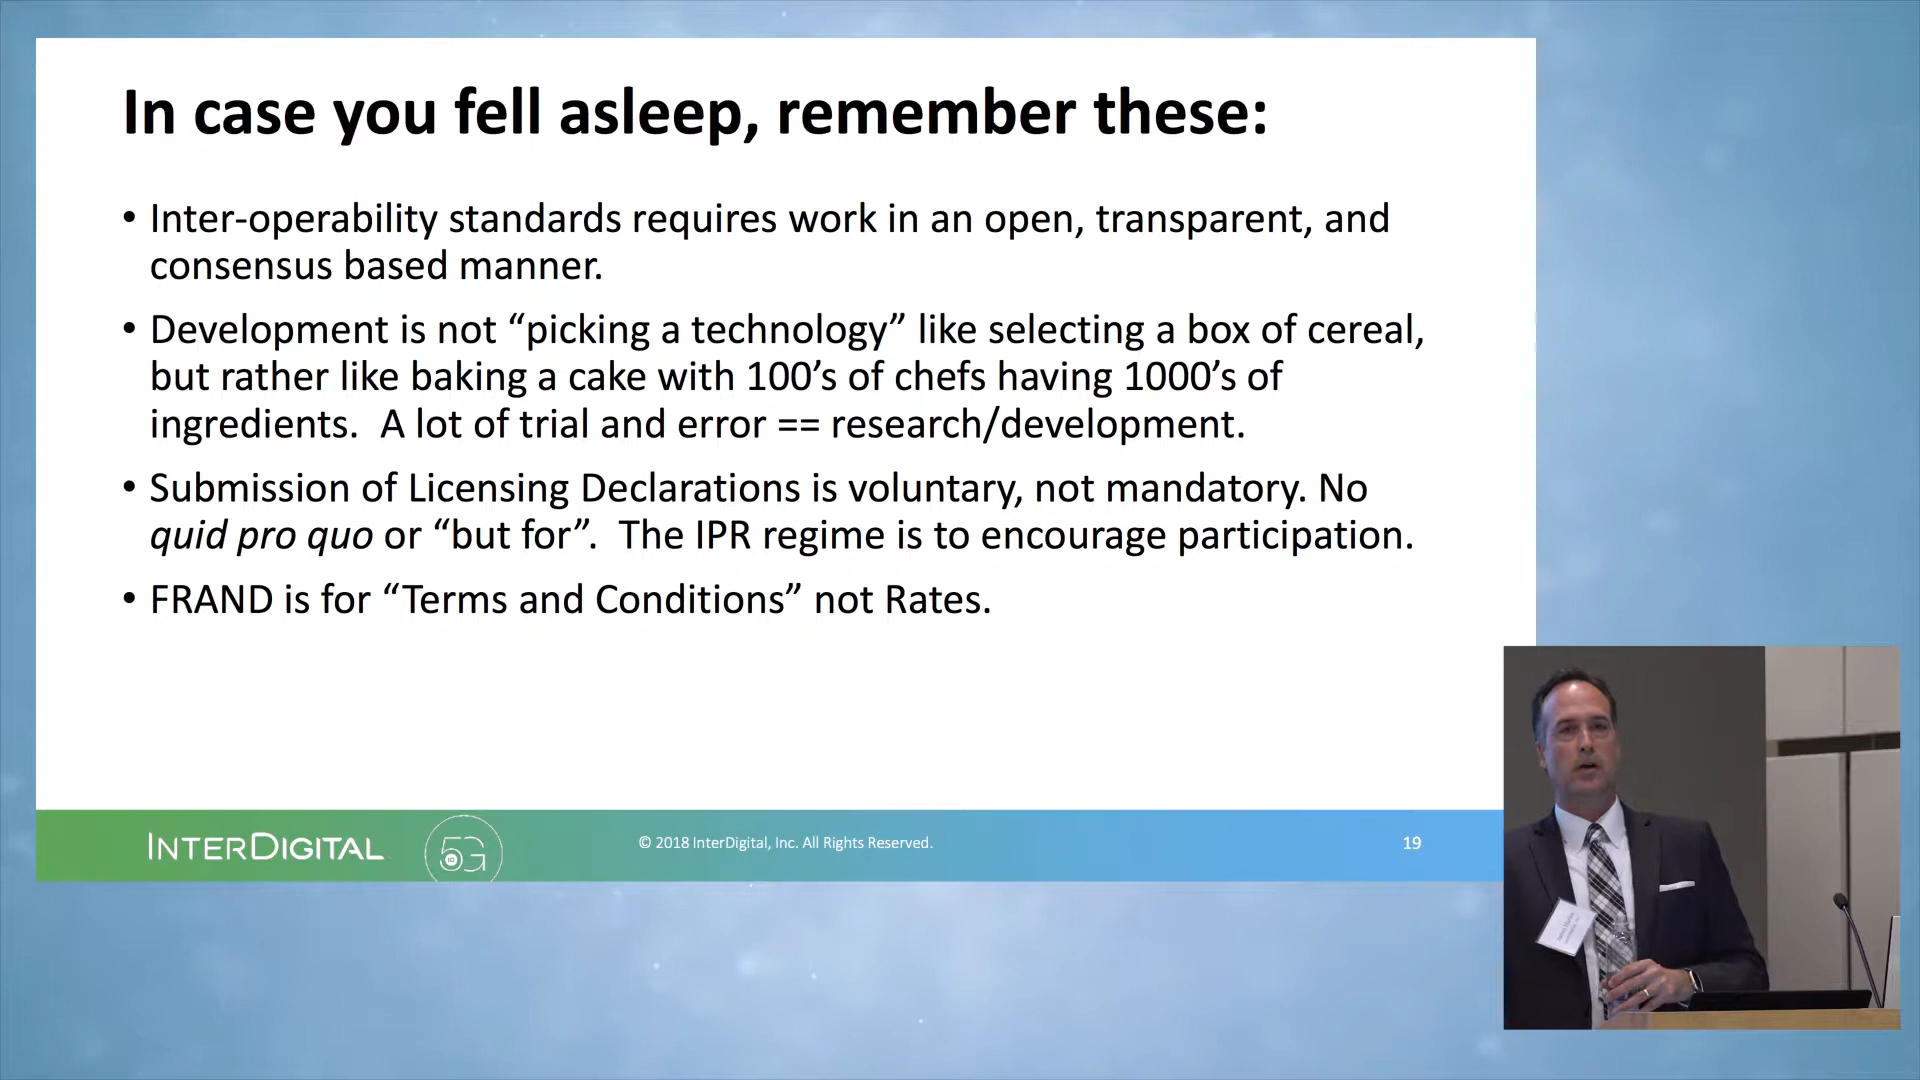 In case you fell asleep, remember these:
• Inter-operability standards requires work in an open, transparent, and
consensus based manner.
• Development is not “picking a technology” like selecting a box of cereal,
but rather like baking a cake with 100’s of chefs having 1000’s of
ingredients.  A lot of trial and error == research/development.
• Submission of Licensing Declarations is voluntary, not mandatory. No
quid pro quo or “but for”.  The IPR regime is to encourage participation.
• FRAND is for “Terms and Conditions” not Rates.
INTERDIGITAL
5G
© 2018 InterDigital, Inc. All Rights Reserved.
19